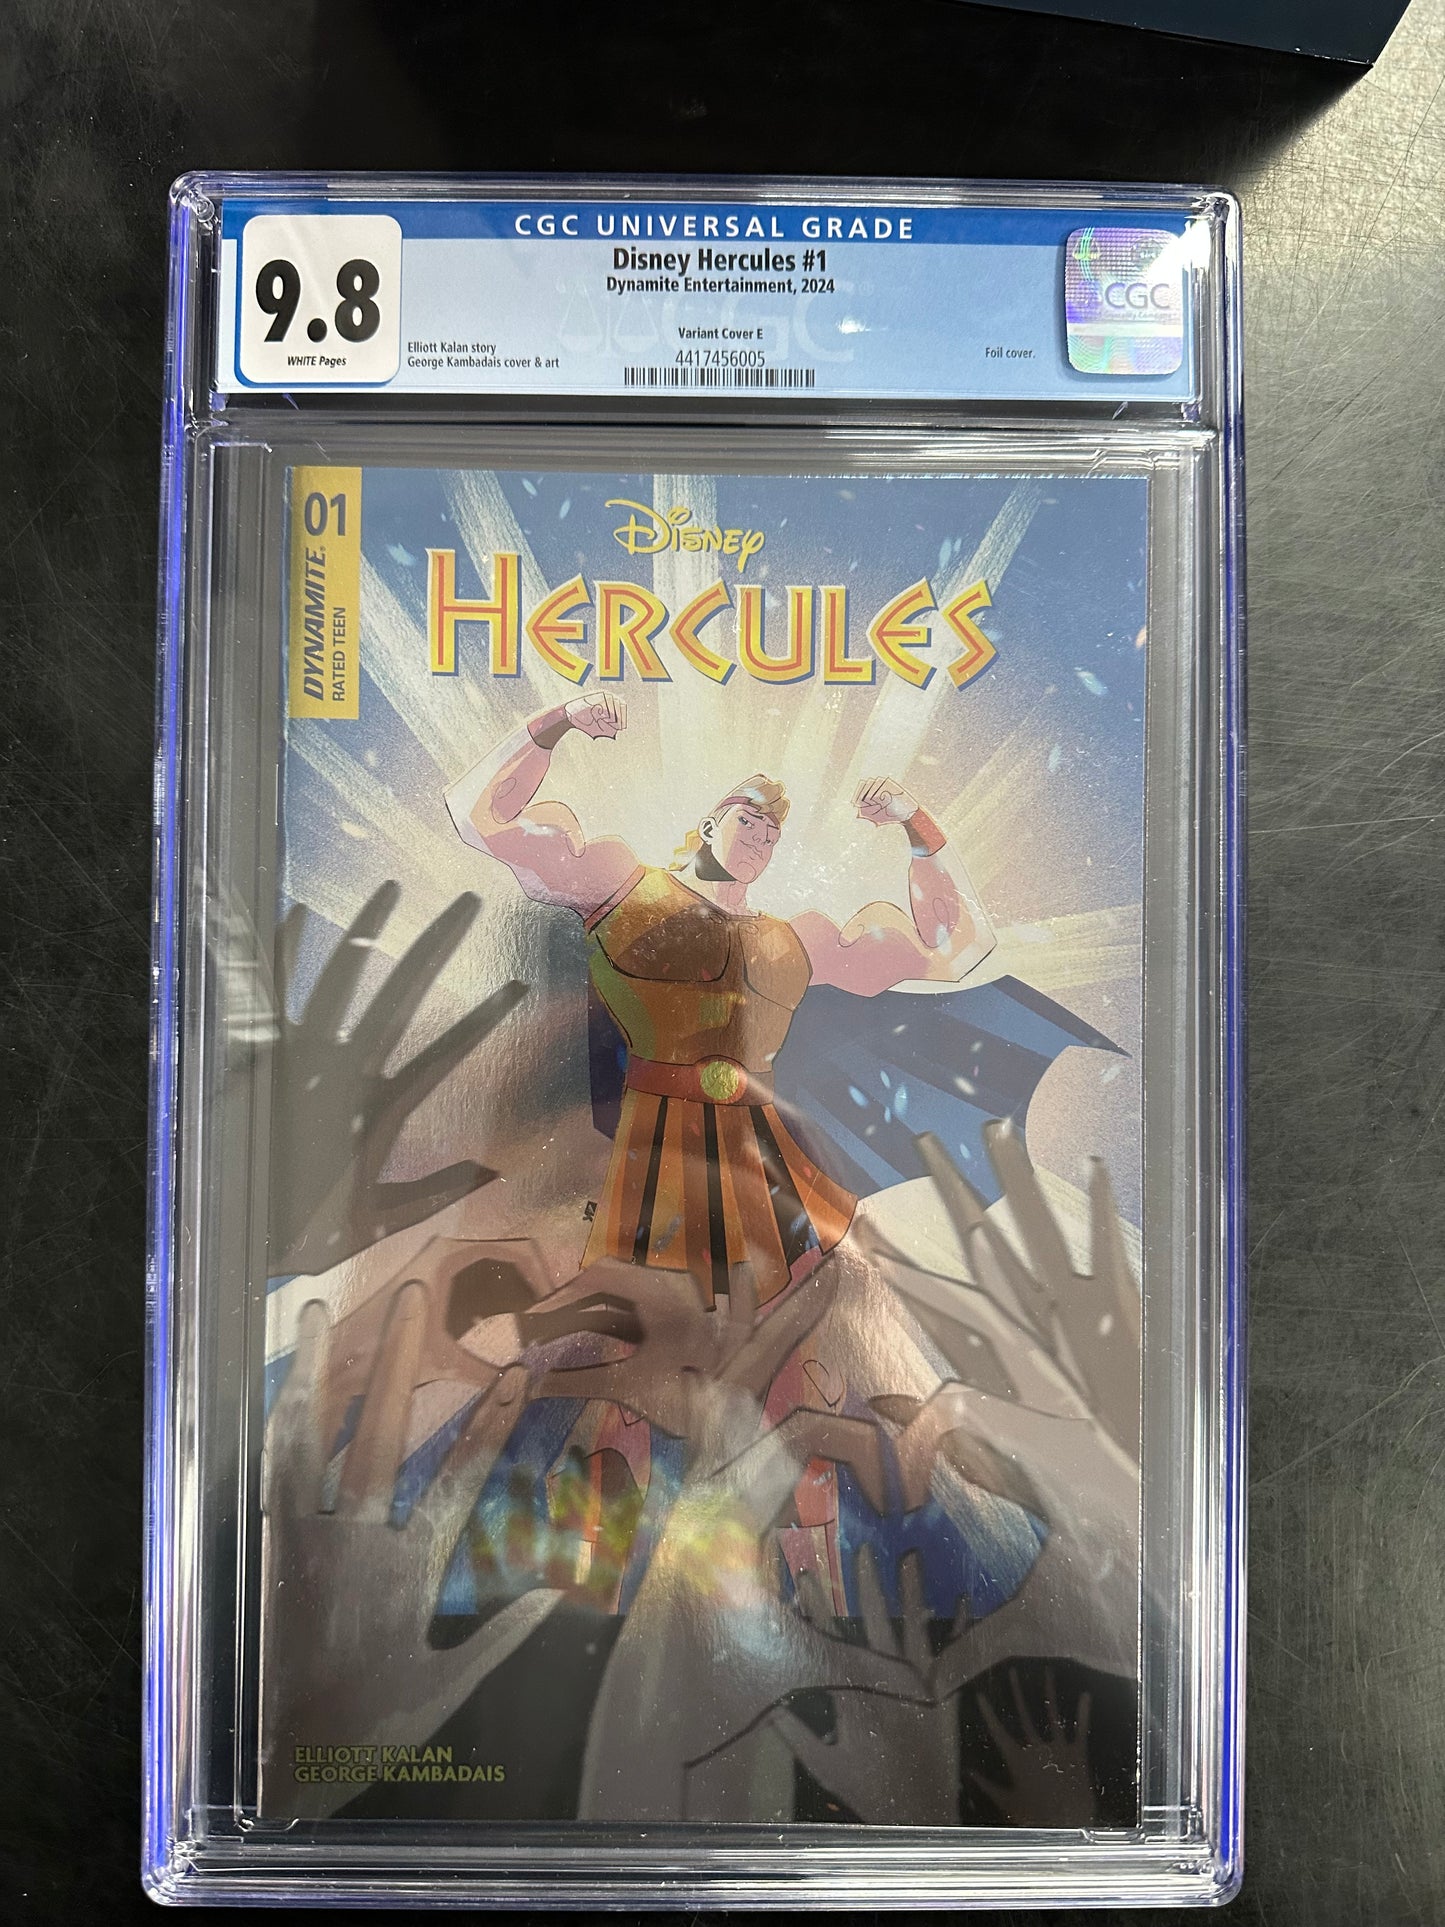 CGC UNIVERSAL GRADE
9.8
WHITE Pages
Disney Hercules #1
Dynamite Entertainment, 2024
Variant Cover E
Elliott Kalan story
George Kambadais cover & art
4417456005
Foil cover.
CGC
01
DYNAMITE®
RATED TEEN
DISNEY
HERCULES
ELLIOTT KALAN
GEORGE KAMBADAIS